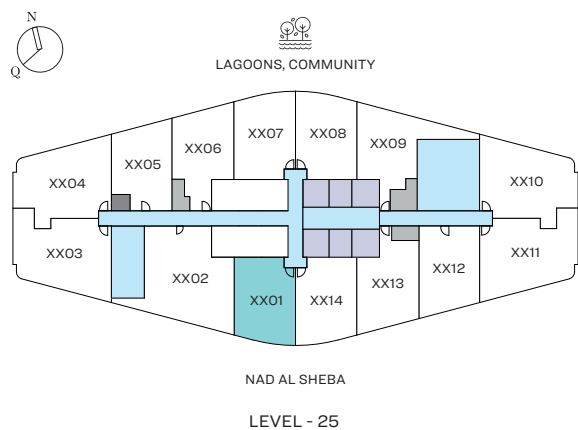 N
Q
LAGOONS, COMMUNITY
XX07
XX08
XX06
XX09
XX05
XX04
XX10
XX03
XX02
XX01
XX14
XX13
XX12
XX11
NAD AL SHEBA
LEVEL - 25